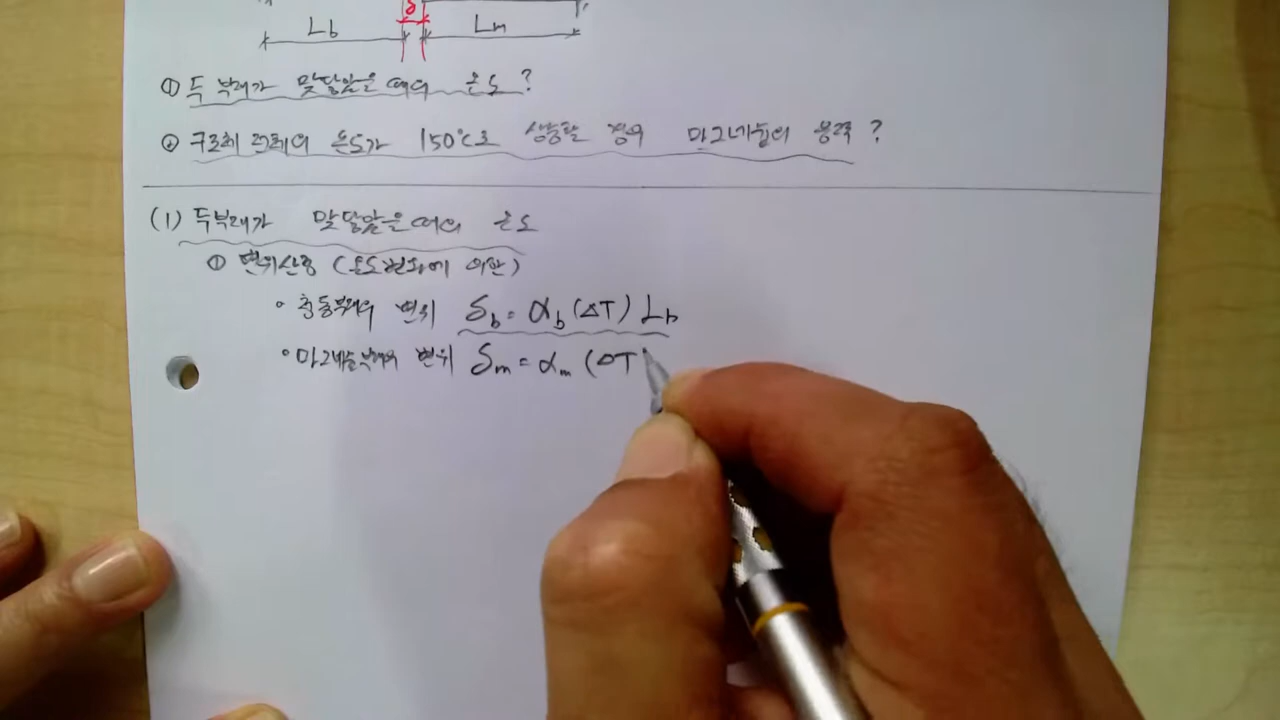 δ
Lb Lm
① 두 부재가 맞닿았을 때의 온도?
② 구조체 전체의 온도가 150℃로 상승할 경우 마그네슘의 응력?
(1) 두부재가 맞닿았을때의 온도
① 변위산정 (온도변화에 의한)
• 청동부재의 변위 δb = αb (ΔT) Lb
• 마그네슘부재의 변위 δm = αm (ΔT